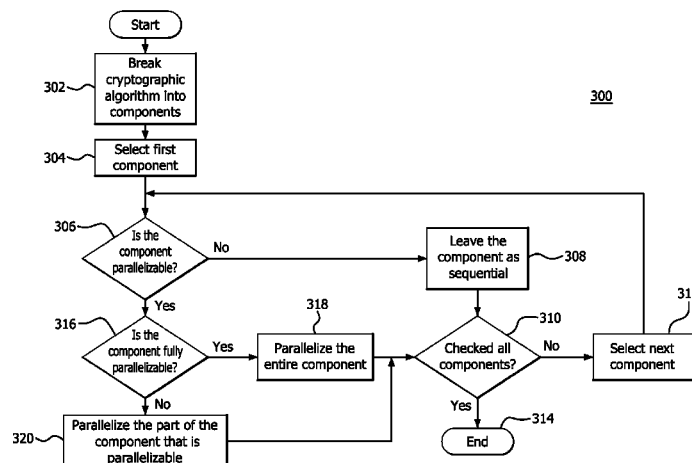 Start
302
Break
cryptographic
algorithm into
components
300
304
Select first
component
306
Is the
component
parallelizable?
No
Leave the
component as
sequential
308
Yes
316
Is the
component fully
parallelizable?
Yes
318
Parallelize the
entire component
310
Checked all
components?
No
31
Select next
component
No
320
Parallelize the part of the
component that is
parallelizable
Yes
314
End